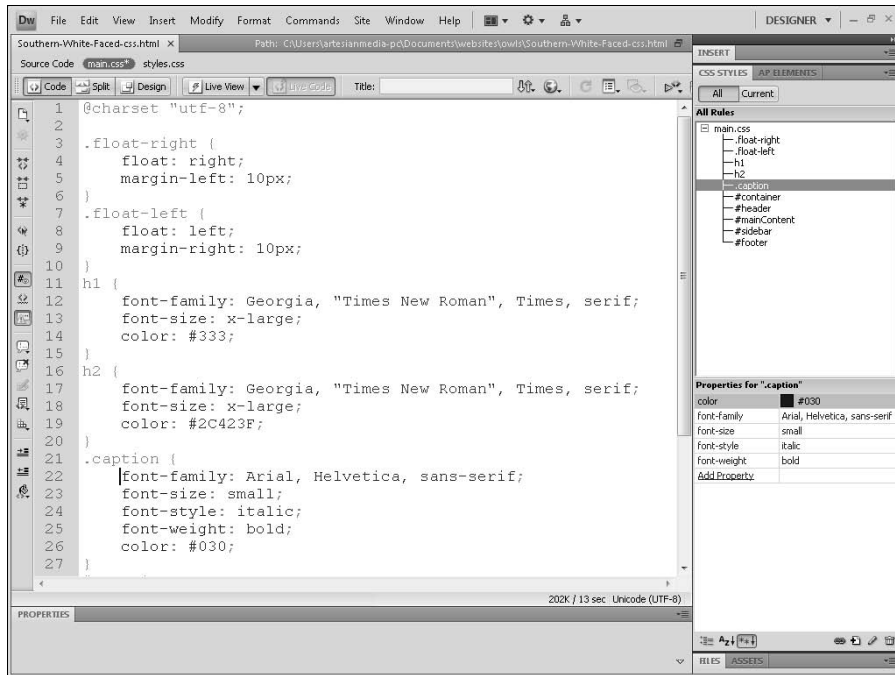 Dw File Edit View Insert Modify Format Commands Site Window Help DESIGNER
Southern-White-Faced-css.html × Path: C:\Users\artesianmedia-pc\Documents\websites\owls\Southern-White-Faced-css.html
Source Code main.css* styles.css
Code Split Design Live View Live Code Title:
1 @charset "utf-8";
2
3 .float-right {
4 float: right;
5 margin-left: 10px;
6 }
7 .float-left {
8 float: left;
9 margin-right: 10px;
10 }
11 h1 {
12 font-family: Georgia, "Times New Roman", Times, serif;
13 font-size: x-large;
14 color: #333;
15 }
16 h2 {
17 font-family: Georgia, "Times New Roman", Times, serif;
18 font-size: x-large;
19 color: #2C423F;
20 }
21 .caption {
22 font-family: Arial, Helvetica, sans-serif;
23 font-size: small;
24 font-style: italic;
25 font-weight: bold;
26 color: #030;
27 }
202K / 13 sec Unicode (UTF-8)
PROPERTIES
INSERT
CSS STYLES AP ELEMENTS
All Current
All Rules
main.css
.float-right
.float-left
h1
h2
.caption
#container
#header
#mainContent
#sidebar
#footer
Properties for ".caption"
color #030
font-family Arial, Helvetica, sans-serif
font-size small
font-style italic
font-weight bold
Add Property
FILES ASSETS